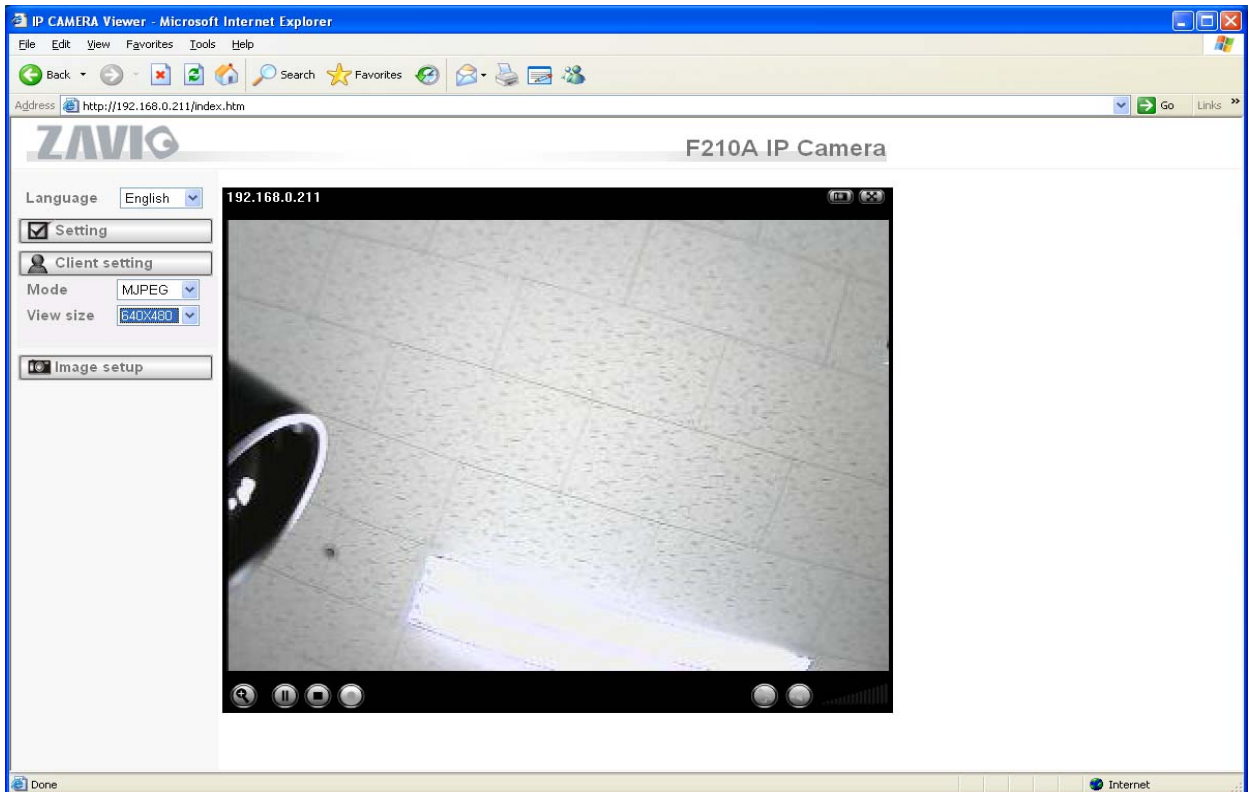 IP CAMERA Viewer - Microsoft Internet Explorer
File Edit View Favorites Tools Help
Back Search Favorites
Address http://192.168.0.211/index.htm Go Links »
ZAVIO
F210A IP Camera
Language English
192.168.0.211
Setting
Client setting
Mode MJPEG
View size 640X480
Image setup
Done Internet